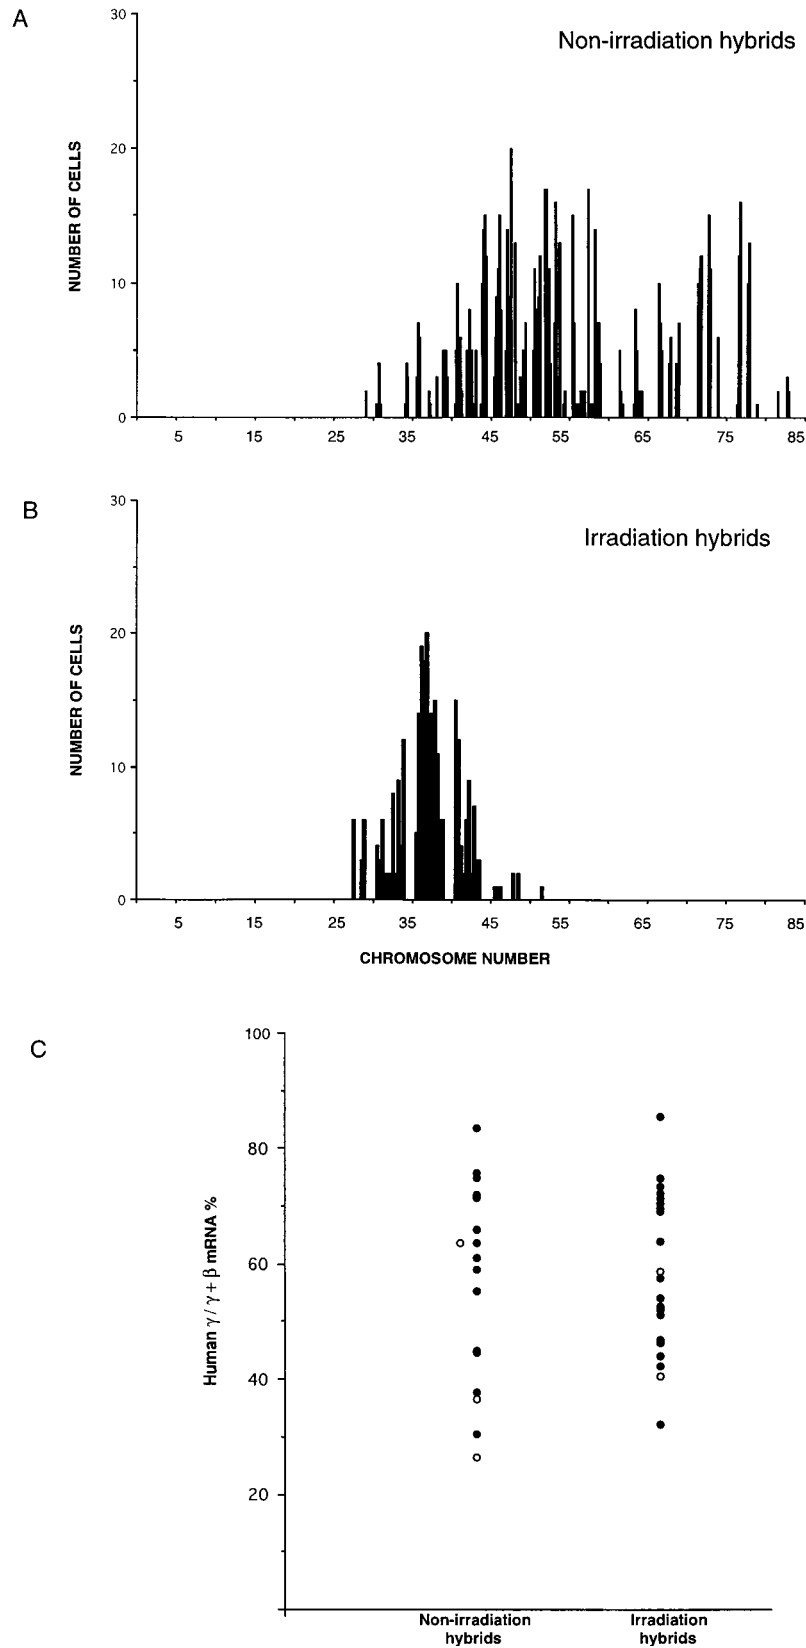 A
Non-irradiation hybrids
NUMBER OF CELLS
30
20
10
0
5 15 25 35 45 55 65 75 85
B
Irradiation hybrids
NUMBER OF CELLS
30
20
10
0
5 15 25 35 45 55 65 75 85
CHROMOSOME NUMBER
C
Human γ / γ + β mRNA %
100
80
60
40
20
Non-irradiation
hybrids
Irradiation
hybrids